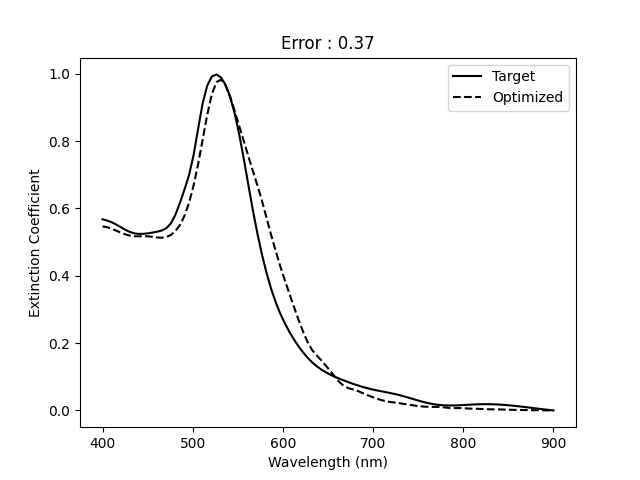 Error : 0.37
Target
Optimized
1.0
0.8
0.6
0.4
0.2
0.0
Extinction Coefficient
400 500 600 700 800 900
Wavelength (nm)